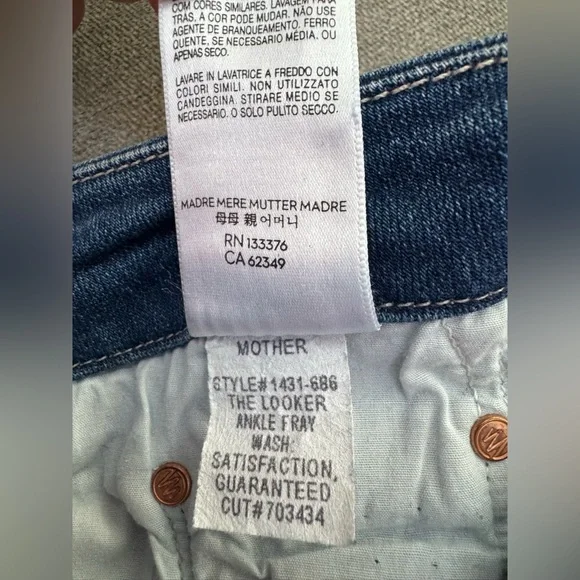 COM CORES SIMILARES. LAVAGEM PARA
TRAS, A COR PODE MUDAR. NÃO USE
AGENTE DE BRANQUEAMENTO. FERRO
QUENTE, SE NECESSÁRIO MÉDIA. OU
APENAS SECO.
LAVARE IN LAVATRICE A FREDDO CON
COLORI SIMILI. NON UTILIZZATO
CANDEGGINA. STIRARE MEDIO SE
NECESSARIO. O SOLO PULITO SECCO.
MADRE MERE MUTTER MADRE
母母 親 어머니
RN 133376
CA 62349
MOTHER
STYLE# 1431-686
THE LOOKER
ANKLE FRAY
WASH:
SATISFACTION,
GUARANTEED
CUT# 703434